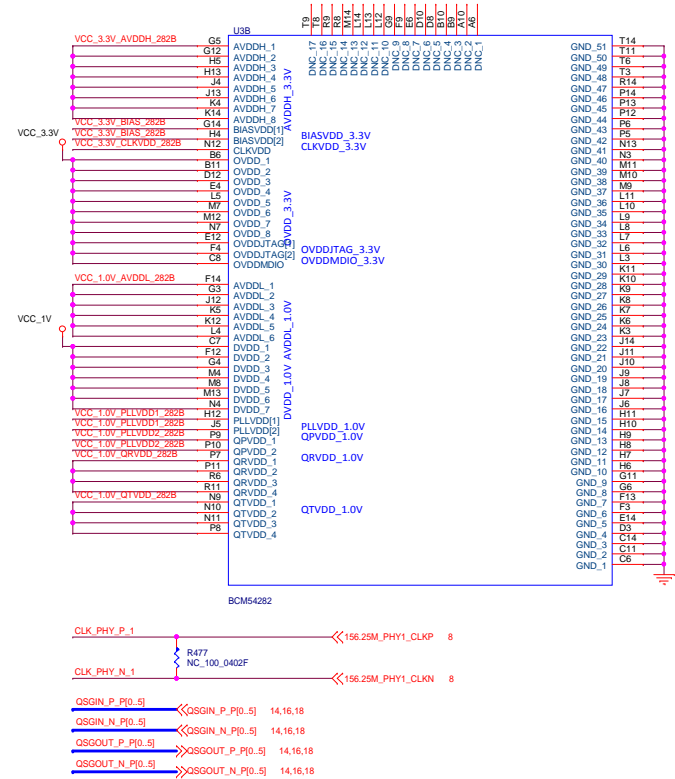 U3B
T9 DNC_17
T8 DNC_16
R9 DNC_15
R8 DNC_14
M14 DNC_13
L14 DNC_12
L13 DNC_11
L12 DNC_10
G9 DNC_9
F9 DNC_8
E6 DNC_7
D10 DNC_6
D8 DNC_5
B10 DNC_4
B9 DNC_3
A10 DNC_2
A6 DNC_1
VCC_3.3V_AVDDH_282B G5 AVDDH_1
G12 AVDDH_2
H5 AVDDH_3
H13 AVDDH_4
J4 AVDDH_5
J13 AVDDH_6
K4 AVDDH_7
K14 AVDDH_8
AVDDH_3.3V
VCC_3.3V_BIAS_282B G14 BIASVDD[1]
VCC_3.3V_BIAS_282B H4 BIASVDD[2]
BIASVDD_3.3V
VCC_3.3V_CLKVDD_282B N12 CLKVDD
CLKVDD_3.3V
VCC_3.3V
B6 OVDD_1
B11 OVDD_2
D12 OVDD_3
E4 OVDD_4
L5 OVDD_5
M7 OVDD_6
M12 OVDD_7
N7 OVDD_8
OVDD_3.3V
E12 OVDDJTAG[1]
F4 OVDDJTAG[2]
OVDDJTAG_3.3V
C8 OVDDMDIO
OVDDMDIO_3.3V
VCC_1.0V_AVDDL_282B F14 AVDDL_1
G3 AVDDL_2
J12 AVDDL_3
K5 AVDDL_4
K12 AVDDL_5
L4 AVDDL_6
AVDDL_1.0V
VCC_1V
C7 DVDD_1
F12 DVDD_2
G4 DVDD_3
M4 DVDD_4
M8 DVDD_5
M13 DVDD_6
N4 DVDD_7
DVDD_1.0V
VCC_1.0V_PLLVDD1_282B H12 PLLVDD[1]
VCC_1.0V_PLLVDD1_282B J5 PLLVDD[2]
PLLVDD_1.0V
VCC_1.0V_PLLVDD2_282B P9 QPVDD_1
VCC_1.0V_PLLVDD2_282B P10 QPVDD_2
QPVDD_1.0V
VCC_1.0V_QRVDD_282B P7 QRVDD_1
P11 QRVDD_2
R6 QRVDD_3
R11 QRVDD_4
QRVDD_1.0V
VCC_1.0V_QTVDD_282B N9 QTVDD_1
N10 QTVDD_2
N11 QTVDD_3
P8 QTVDD_4
QTVDD_1.0V
GND_51 T14
GND_50 T11
GND_49 T6
GND_48 T3
GND_47 R14
GND_46 P14
GND_45 P13
GND_44 P12
GND_43 P6
GND_42 P5
GND_41 N13
GND_40 N3
GND_39 M11
GND_38 M10
GND_37 M9
GND_36 L11
GND_35 L10
GND_34 L9
GND_33 L8
GND_32 L7
GND_31 L6
GND_30 L3
GND_29 K11
GND_28 K10
GND_27 K9
GND_26 K8
GND_25 K7
GND_24 K6
GND_23 K3
GND_22 J14
GND_21 J11
GND_20 J10
GND_19 J9
GND_18 J8
GND_17 J7
GND_16 J6
GND_15 H11
GND_14 H10
GND_13 H9
GND_12 H8
GND_11 H7
GND_10 H6
GND_9 G11
GND_8 G6
GND_7 F13
GND_6 F3
GND_5 E14
GND_4 D3
GND_3 C14
GND_2 C11
GND_1 C6
BCM54282
CLK_PHY_P_1 156.25M_PHY1_CLKP 8
R477
NC_100_0402F
CLK_PHY_N_1 156.25M_PHY1_CLKN 8
QSGIN_P_P[0..5] QSGIN_P_P[0..5] 14,16,18
QSGIN_N_P[0..5] QSGIN_N_P[0..5] 14,16,18
QSGOUT_P_P[0..5] QSGOUT_P_P[0..5] 14,16,18
QSGOUT_N_P[0..5] QSGOUT_N_P[0..5] 14,16,18